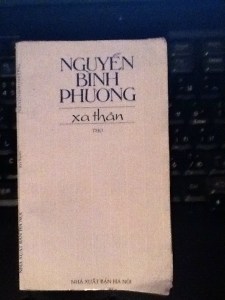 NGUYỄN
BÌNH
PHƯƠNG
xa thân
THƠ
NHÀ XUẤT BẢN HÀ NỘI